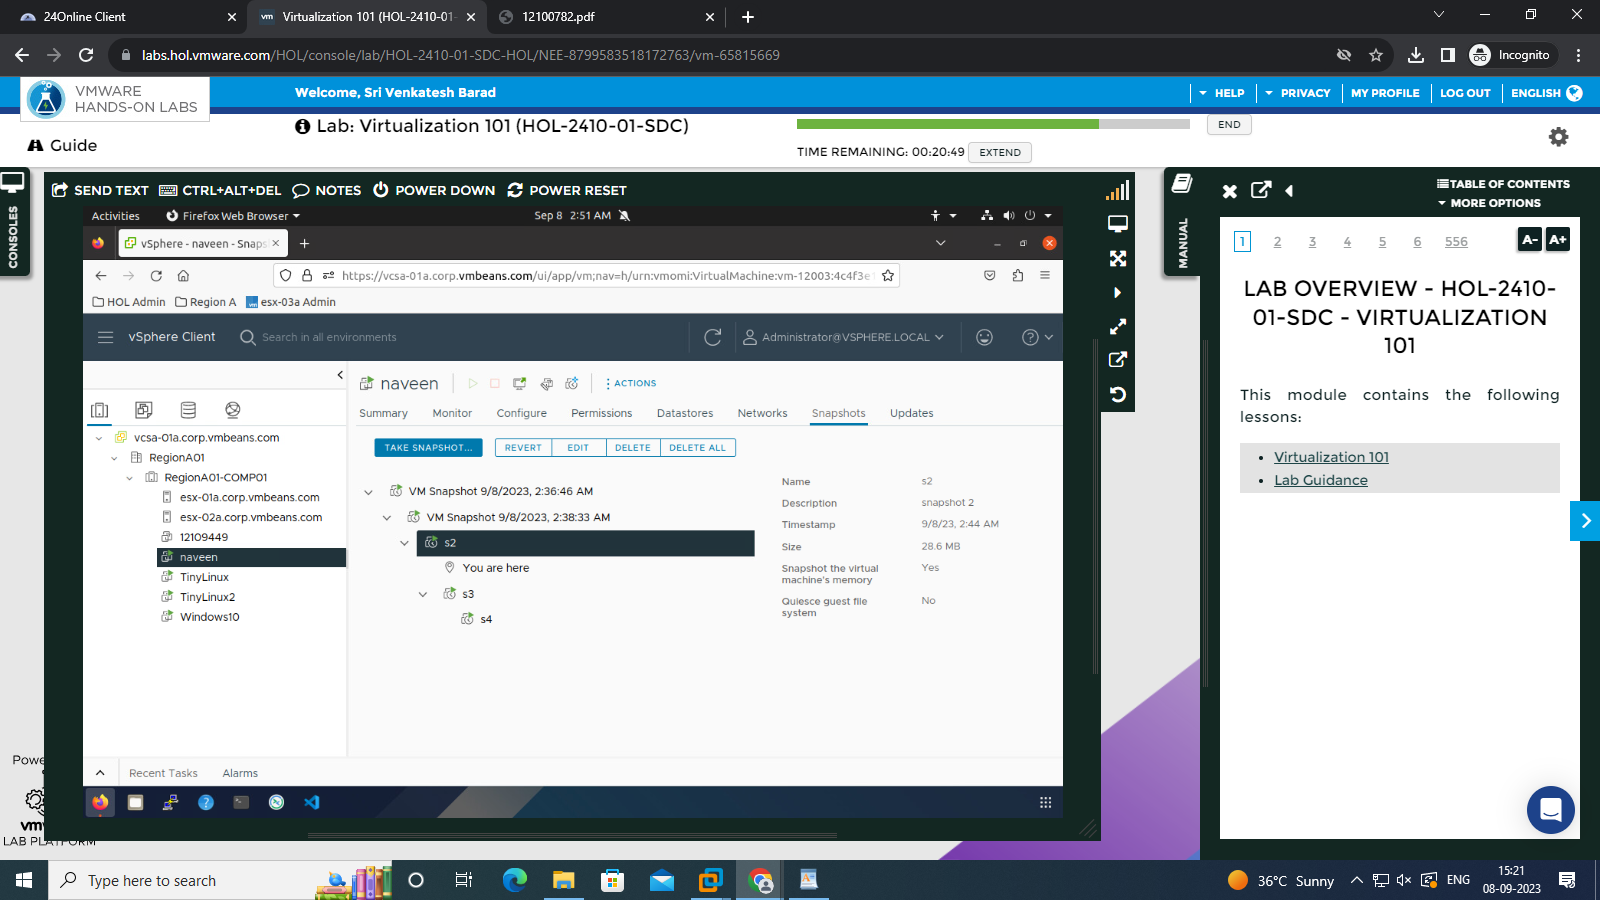 24Online Client
vm Virtualization 101 (HOL-2410-01-
12100782.pdf
labs.hol.vmware.com/HOL/console/lab/HOL-2410-01-SDC-HOL/NEE-8799583518172763/vm-65815669
Incognito
VMWARE
HANDS-ON LABS
Welcome, Sri Venkatesh Barad
HELP
PRIVACY
MY PROFILE
LOG OUT
ENGLISH
Guide
Lab: Virtualization 101 (HOL-2410-01-SDC)
TIME REMAINING: 00:20:49
EXTEND
END
CONSOLES
SEND TEXT
CTRL+ALT+DEL
NOTES
POWER DOWN
POWER RESET
Activities
Firefox Web Browser
Sep 8 2:51 AM
vSphere - naveen - Snaps
https://vcsa-01a.corp.vmbeans.com/ui/app/vm;nav=h/urn:vmomi:VirtualMachine:vm-12003:4c4f3e
HOL Admin
Region A
esx-03a Admin
vSphere Client
Search in all environments
Administrator@VSPHERE.LOCAL
vcsa-01a.corp.vmbeans.com
RegionA01
RegionA01-COMP01
esx-01a.corp.vmbeans.com
esx-02a.corp.vmbeans.com
12109449
naveen
TinyLinux
TinyLinux2
Windows10
naveen
ACTIONS
Summary
Monitor
Configure
Permissions
Datastores
Networks
Snapshots
Updates
TAKE SNAPSHOT...
REVERT
EDIT
DELETE
DELETE ALL
VM Snapshot 9/8/2023, 2:36:46 AM
VM Snapshot 9/8/2023, 2:38:33 AM
s2
You are here
s3
s4
Name s2
Description snapshot 2
Timestamp 9/8/23, 2:44 AM
Size 28.6 MB
Snapshot the virtual machine's memory Yes
Quiesce guest file system No
Recent Tasks
Alarms
Powe
vmv
LAB PLATFORM
MANUAL
TABLE OF CONTENTS
MORE OPTIONS
1 2 3 4 5 6 556
A- A+
LAB OVERVIEW - HOL-2410-
01-SDC - VIRTUALIZATION
101
This module contains the following
lessons:
• Virtualization 101
• Lab Guidance
Type here to search
36°C Sunny
ENG
15:21
08-09-2023